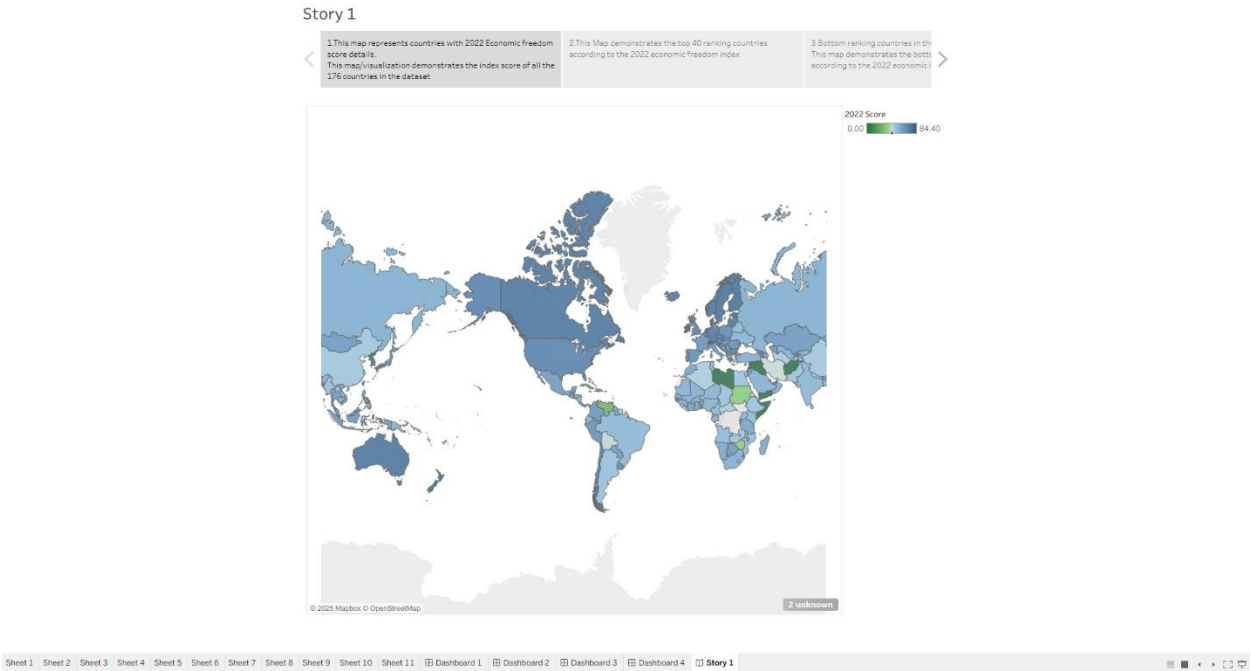 Story 1
1.This map represents countries with 2022 Economic freedom
score details.
This map/visualization demonstrates the index score of all the
176 countries in the dataset
2.This Map demonstrates the top 40 ranking countries
according to the 2022 economic freedom index
3.Bottom ranking countries in the
This map demonstrates the
according to the 2022 economic
2022 Score
0.00
84.40
© 2025 Mapbox © OpenStreetMap
2 unknown
Sheet 1 Sheet 2 Sheet 3 Sheet 4 Sheet 5 Sheet 6 Sheet 7 Sheet 8 Sheet 9 Sheet 10 Sheet 11 Dashboard 1 Dashboard 2 Dashboard 3 Dashboard 4 Story 1